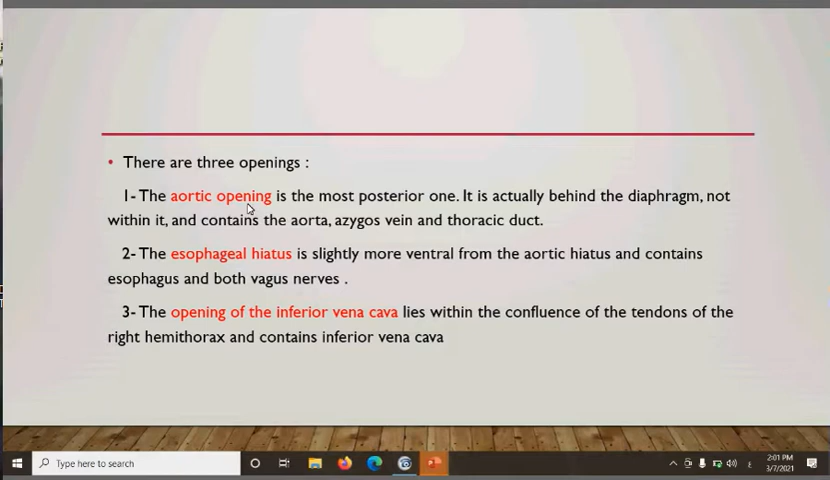 • There are three openings :
1- The aortic opening is the most posterior one. It is actually behind the diaphragm, not
within it, and contains the aorta, azygos vein and thoracic duct.
2- The esophageal hiatus is slightly more ventral from the aortic hiatus and contains
esophagus and both vagus nerves .
3- The opening of the inferior vena cava lies within the confluence of the tendons of the
right hemithorax and contains inferior vena cava
Type here to search
ع
2:01 PM
3/7/2021